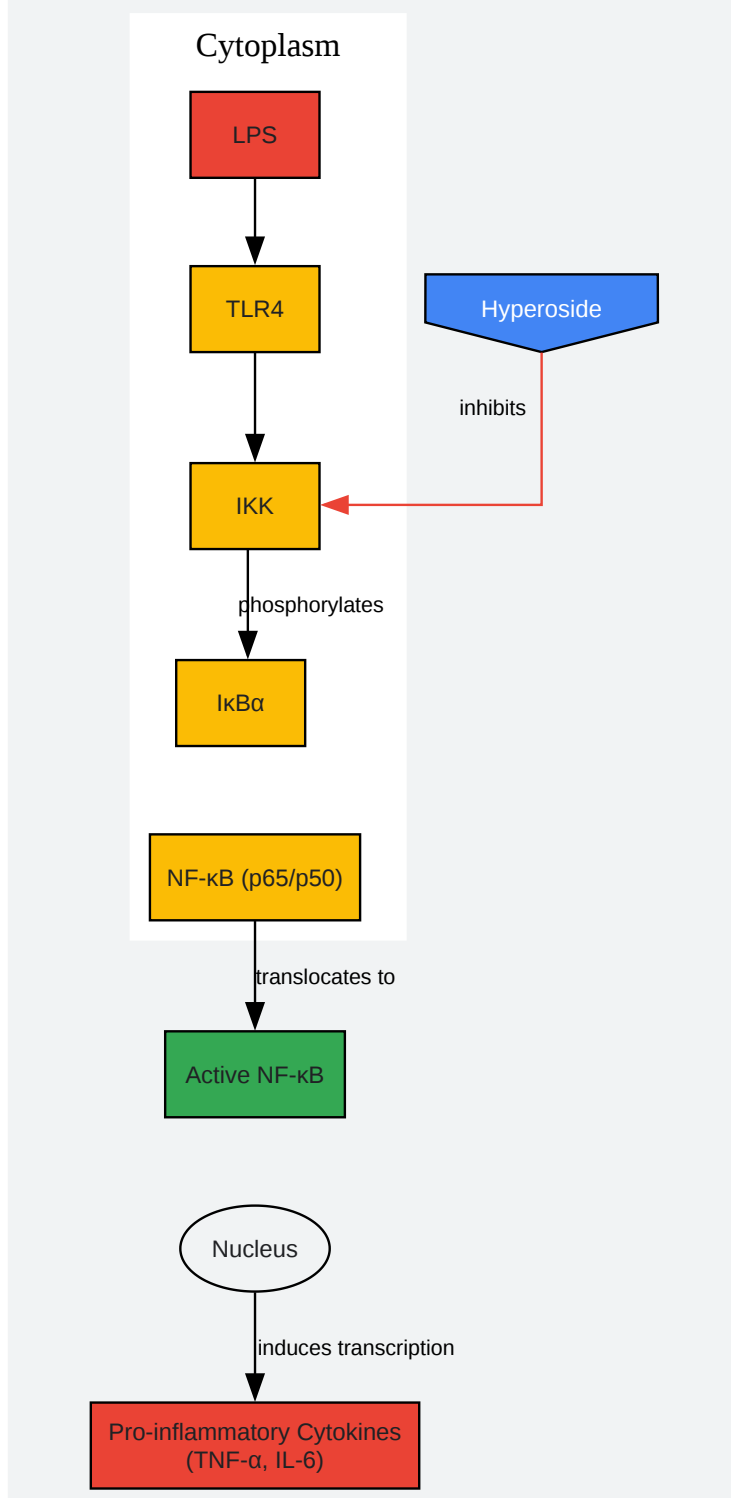 Cytoplasm
LPS
TLR4
Hyperoside
inhibits
IKK
phosphorylates
IκBα
NF-κB (p65/p50)
translocates to
Active NF-κB
Nucleus
induces transcription
Pro-inflammatory Cytokines
(TNF-α, IL-6)